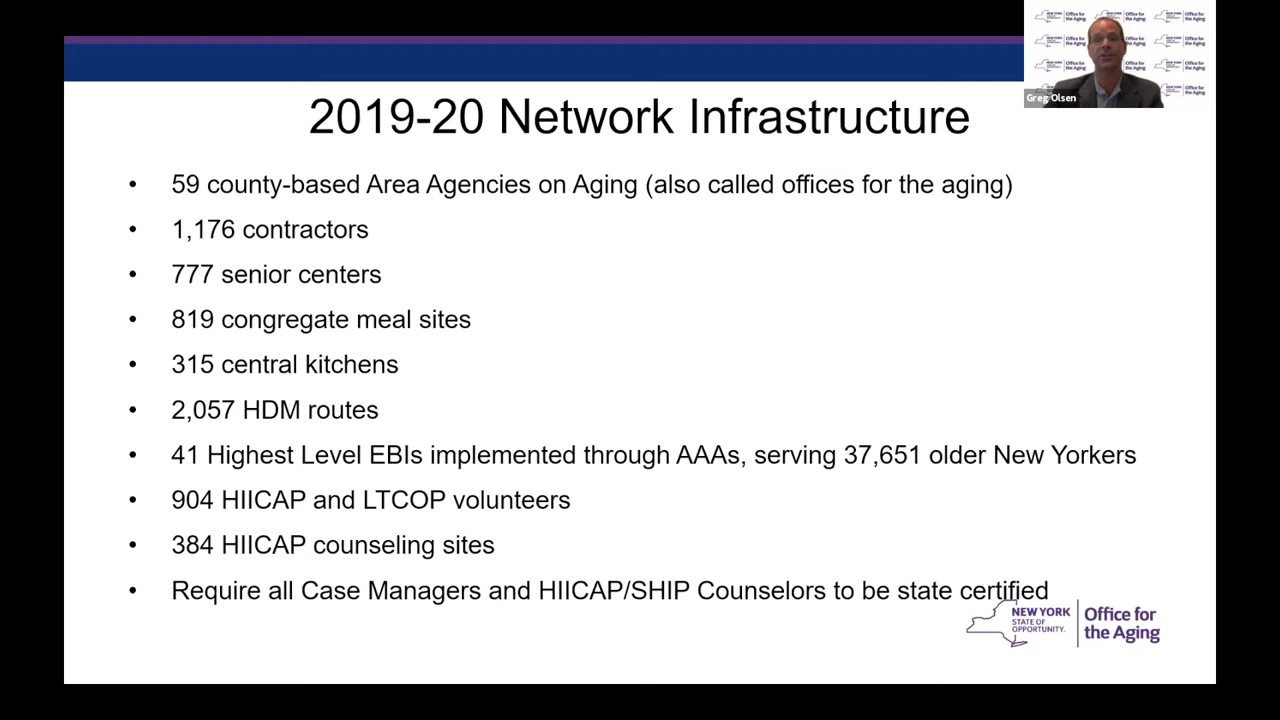 Greg Olsen
2019-20 Network Infrastructure
• 59 county-based Area Agencies on Aging (also called offices for the aging)
• 1,176 contractors
• 777 senior centers
• 819 congregate meal sites
• 315 central kitchens
• 2,057 HDM routes
• 41 Highest Level EBIs implemented through AAAs, serving 37,651 older New Yorkers
• 904 HIICAP and LTCOP volunteers
• 384 HIICAP counseling sites
• Require all Case Managers and HIICAP/SHIP Counselors to be state certified
NEW YORK
STATE OF
OPPORTUNITY.
Office for
the Aging